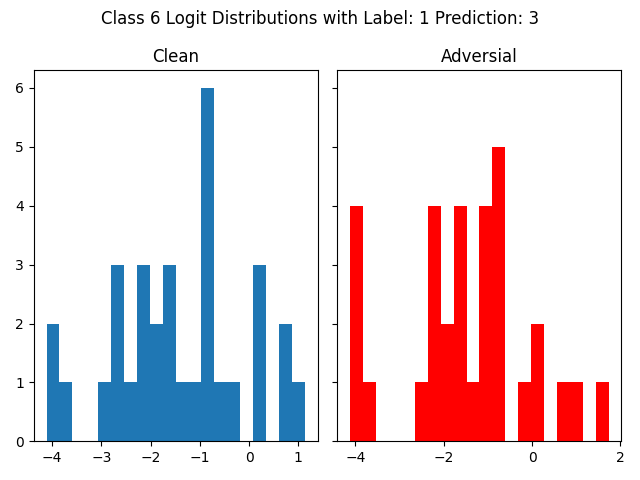 Class 6 Logit Distributions with Label: 1 Prediction: 3
Clean
Adversial
6
5
4
3
2
1
0
−4 −3 −2 −1 0 1
−4 −2 0 2